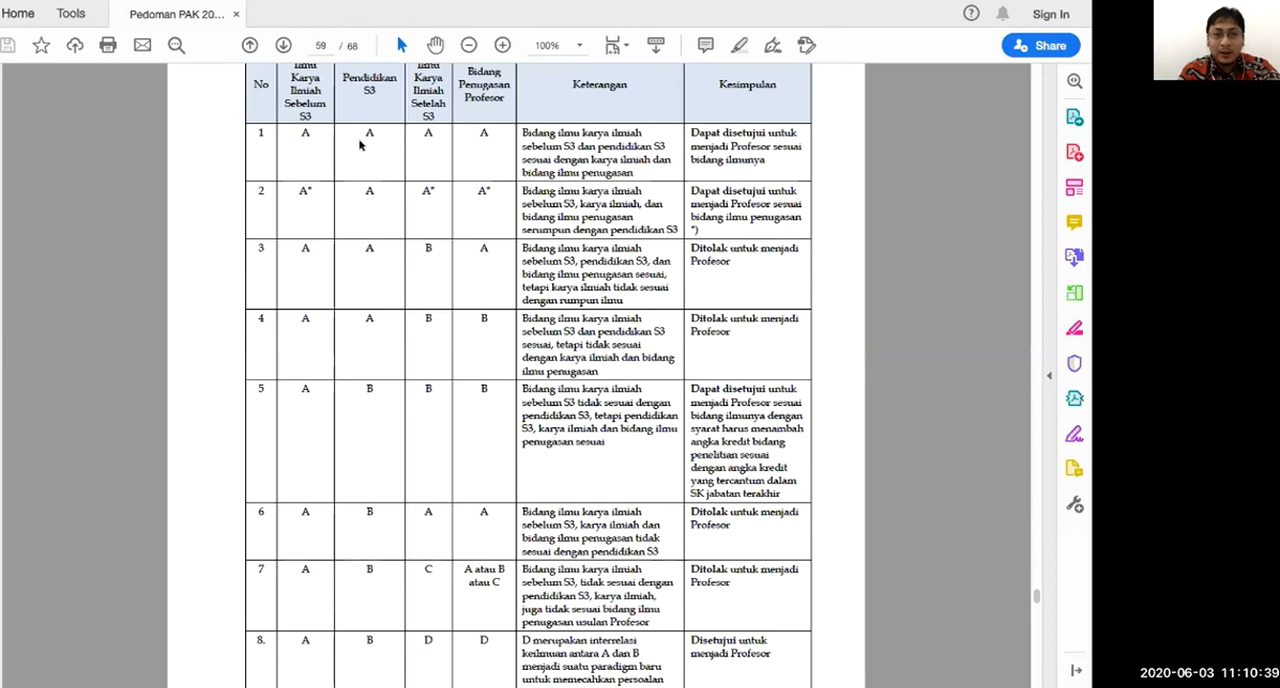 Home Tools Pedoman PAK 20... × Sign In
59 / 68 100% Share
No
Ilmu
Karya
Ilmiah
Sebelum
S3
Pendidikan
S3
Ilmu
Karya
Ilmiah
Setelah
S3
Bidang
Penugasan
Profesor
Keterangan
Kesimpulan
1 A A A A
Bidang ilmu karya ilmiah
sebelum S3 dan pendidikan S3
sesuai dengan karya ilmiah dan
bidang ilmu penugasan
Dapat disetujui untuk
menjadi Profesor sesuai
bidang ilmunya
2 A* A A* A*
Bidang ilmu karya ilmiah
sebelum S3, karya ilmiah, dan
bidang ilmu penugasan
serumpun dengan pendidikan S3
Dapat disetujui untuk
menjadi Profesor sesuai
bidang ilmu penugasan
*)
3 A A B A
Bidang ilmu karya ilmiah
sebelum S3, pendidikan S3, dan
bidang ilmu penugasan sesuai,
tetapi karya ilmiah tidak sesuai
dengan rumpun ilmu
Ditolak untuk menjadi
Profesor
4 A A B B
Bidang ilmu karya ilmiah
sebelum S3 dan pendidikan S3
sesuai, tetapi tidak sesuai
dengan karya ilmiah dan bidang
ilmu penugasan
Ditolak untuk menjadi
Profesor
5 A B B B
Bidang ilmu karya ilmiah
sebelum S3 tidak sesuai dengan
pendidikan S3, tetapi pendidikan
S3, karya ilmiah dan bidang ilmu
penugasan sesuai
Dapat disetujui untuk
menjadi Profesor sesuai
bidang ilmunya dengan
syarat harus menambah
angka kredit bidang
penelitian sesuai
dengan angka kredit
yang tercantum dalam
SK jabatan terakhir
6 A B A A
Bidang ilmu karya ilmiah
sebelum S3, karya ilmiah dan
bidang ilmu penugasan tidak
sesuai dengan pendidikan S3
Ditolak untuk menjadi
Profesor
7 A B C A atau B
atau C
Bidang ilmu karya ilmiah
sebelum S3, tidak sesuai dengan
pendidikan S3, karya ilmiah,
juga tidak sesuai bidang ilmu
penugasan usulan Profesor
Ditolak untuk menjadi
Profesor
8. A B D D
D merupakan interrelasi
keilmuan antara A dan B
menjadi suatu paradigm baru
untuk memecahkan persoalan
Disetujui untuk
menjadi Profesor
2020-06-03 11:10:39